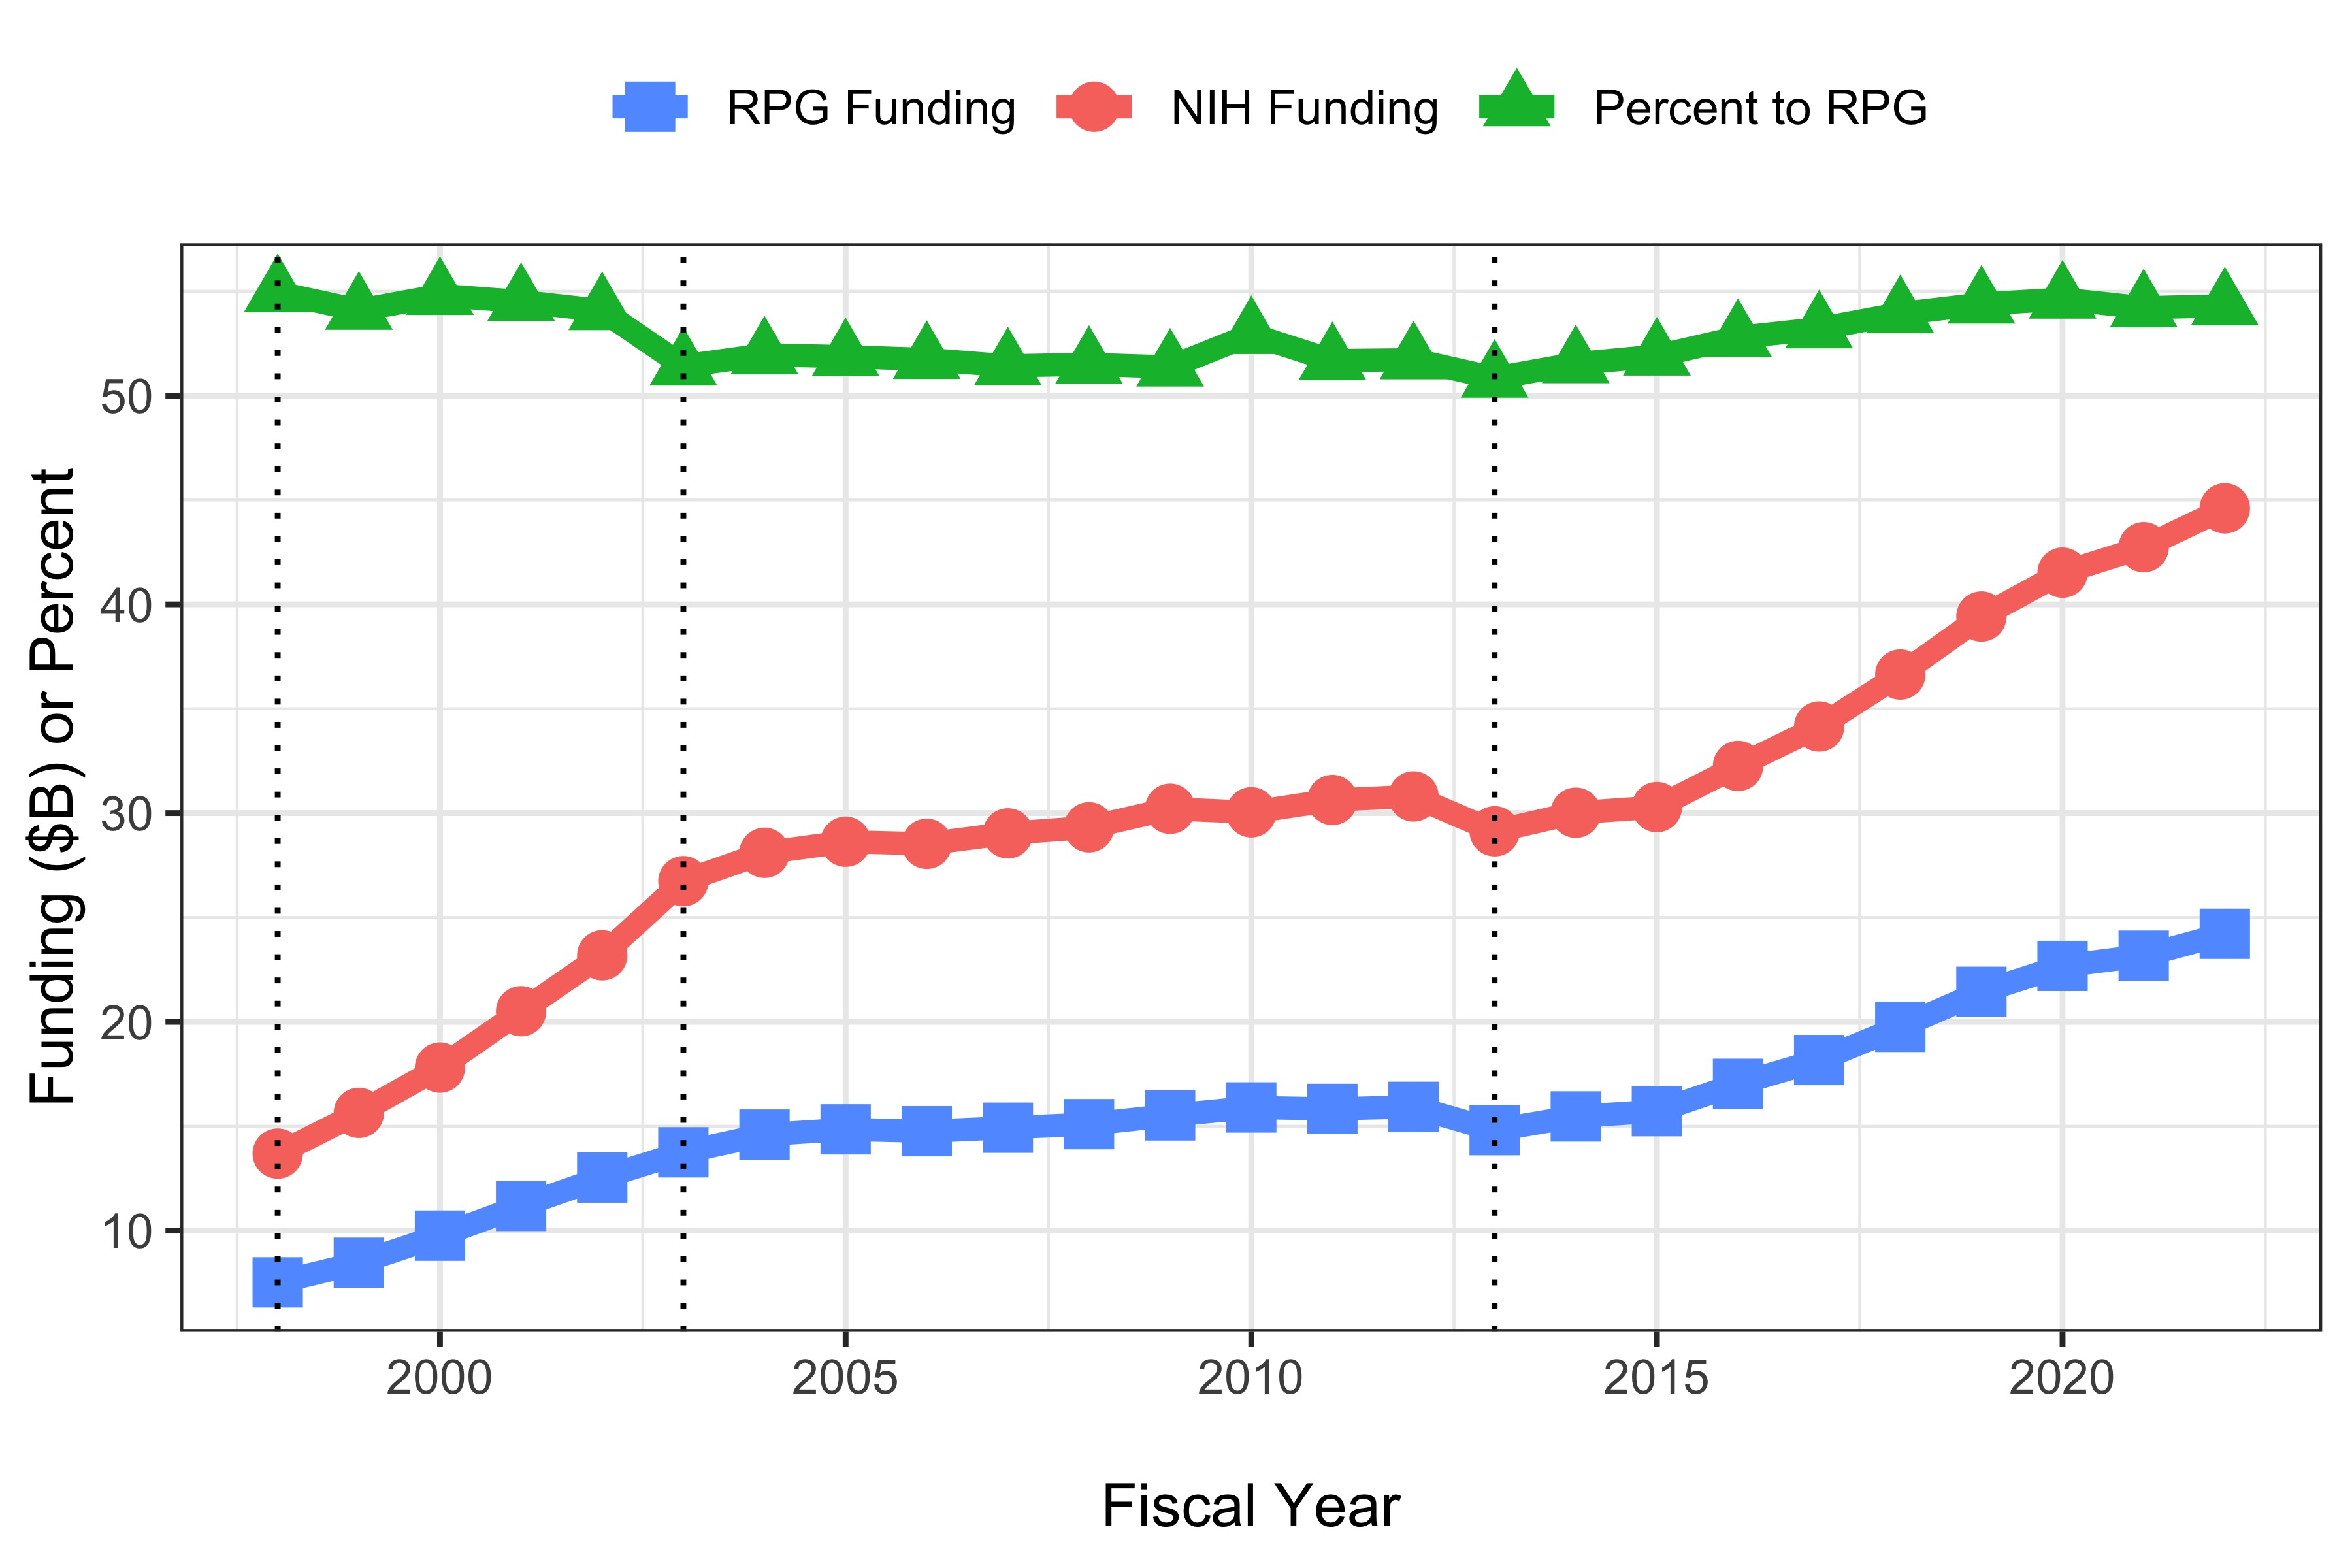 RPG Funding NIH Funding Percent to RPG
Funding ($B) or Percent
50
40
30
20
10
2000 2005 2010 2015 2020
Fiscal Year